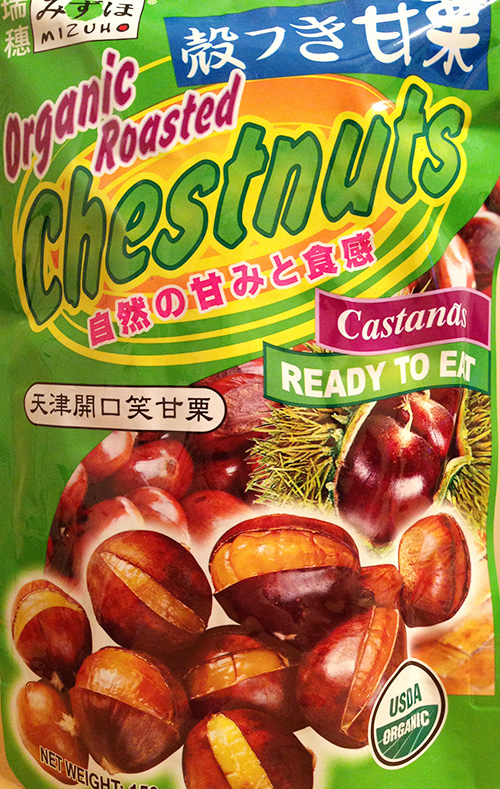 瑞穂
みずほ
MIZUHO
殻つき甘栗
Organic
Roasted
Chestnuts
自然の甘みと食感
Castanas
READY TO EAT
天津開口笑甘栗
USDA
ORGANIC
NET WEIGHT: